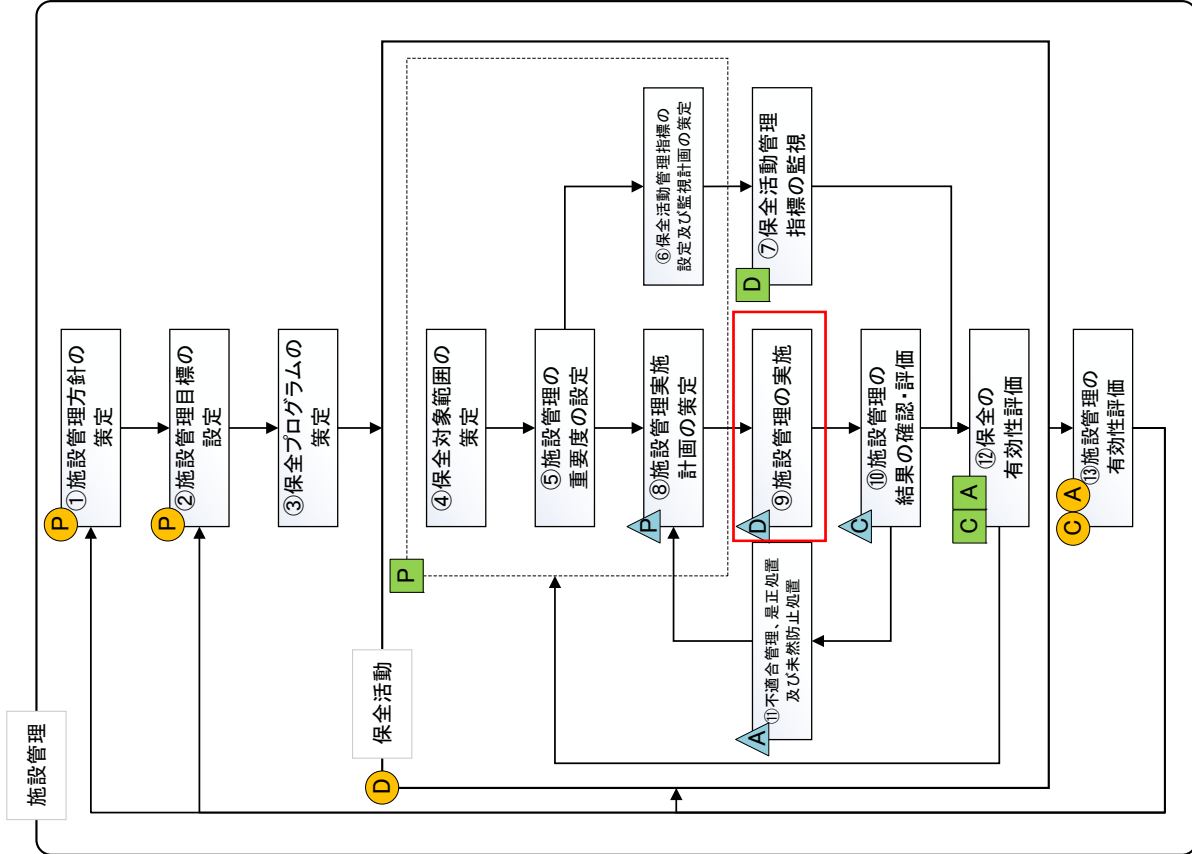 施設管理
P
①施設管理方針の
策定
P
②施設管理目標の
設定
③保全プログラムの
策定
D
保全活動
P
④保全対象範囲の
策定
⑤施設管理の
重要度の設定
⑥保全活動管理指標の
設定及び監視計画の策定
D
⑦保全活動管理
指標の監視
P
⑧施設管理実施
計画の策定
D
⑨施設管理の実施
C
⑩施設管理の
結果の確認・評価
A
⑪不適合管理、是正処置
及び未然防止処置
C
A
⑫保全の
有効性評価
C
A
⑬施設管理の
有効性評価